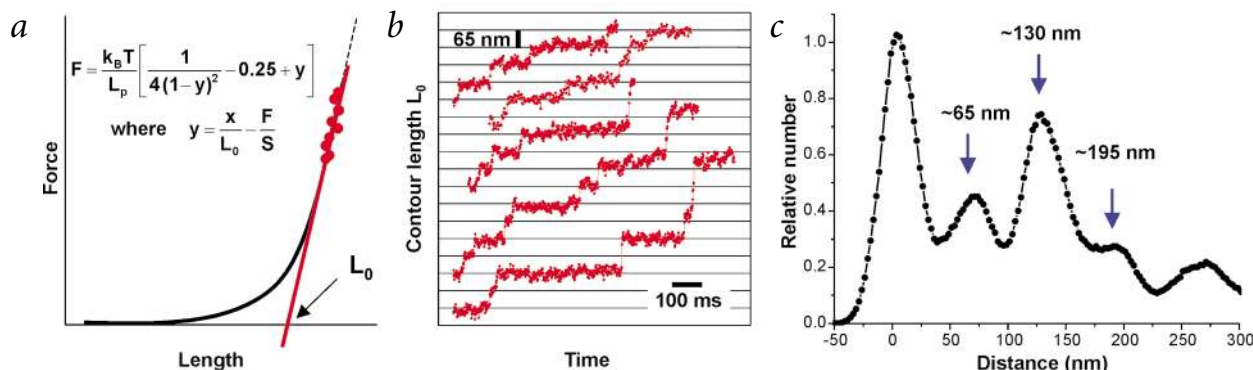 a
F = k_B T / L_p [ 1 / 4(1−y)² − 0.25 + y ]
where y = x / L_0 − F / S
Force
L_0
Length
b
65 nm
Contour length L_0
100 ms
Time
c
~130 nm
~65 nm
~195 nm
Relative number
1.0
0.8
0.6
0.4
0.2
0.0
-50 0 50 100 150 200 250 300
Distance (nm)